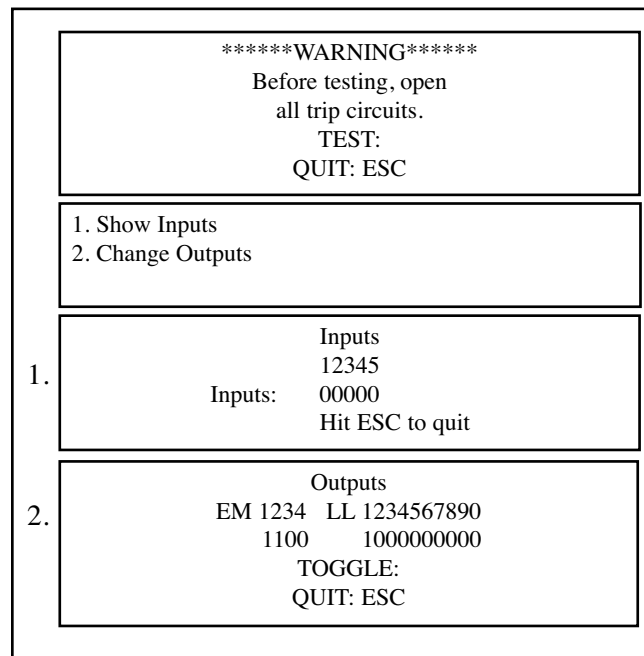 ******WARNING******
Before testing, open
all trip circuits.
TEST:
QUIT: ESC
1. Show Inputs
2. Change Outputs
1.
Inputs
12345
Inputs: 00000
Hit ESC to quit
2.
Outputs
EM 1234 LL 1234567890
1100 1000000000
TOGGLE:
QUIT: ESC